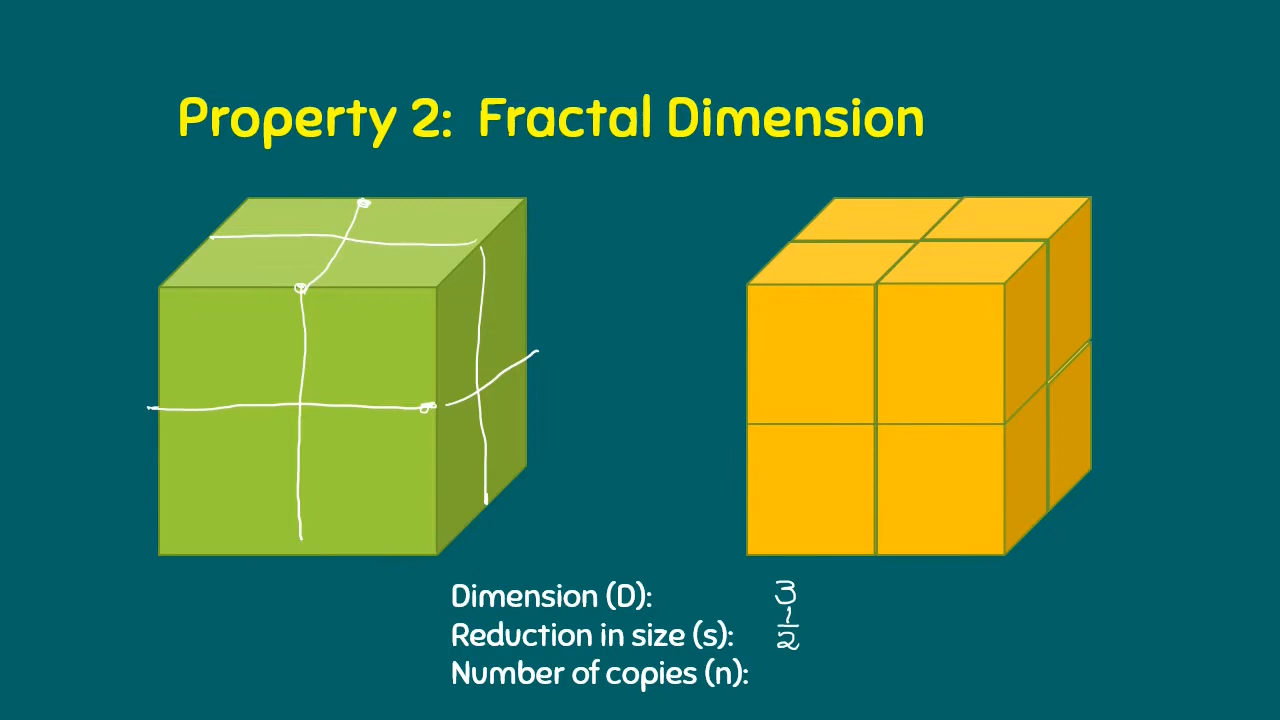 Property 2: Fractal Dimension
Dimension (D): 3
Reduction in size (s): 1/2
Number of copies (n):